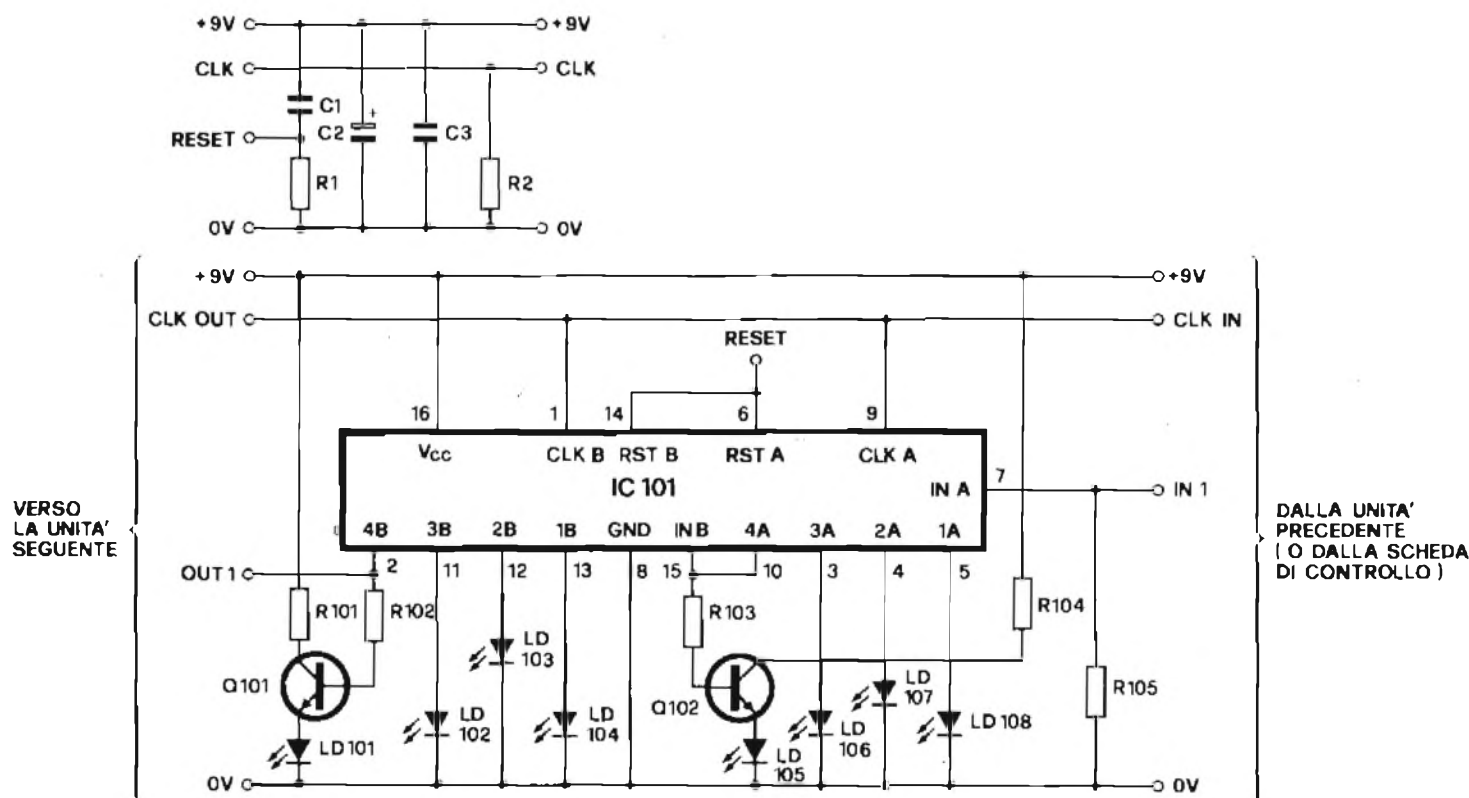 +9V +9V
CLK CLK
C1
+
RESET C2 C3
R1 R2
0V 0V
+9V +9V
CLK OUT CLK IN
RESET
16 1 14 6 9
Vcc CLK B RST B RST A CLK A
IC 101
IN A 7 IN 1
4B 3B 2B 1B GND IN B 4A 3A 2A 1A
VERSO
LA UNITA'
SEGUENTE
DALLA UNITA'
PRECEDENTE
( O DALLA SCHEDA
DI CONTROLLO )
OUT 1 2 11 12 13 8 15 10 3 4 5
R101 R102 R103 R104
LD
103
Q101 Q102 LD
107
R105
LD
102
LD
104
LD
106
LD 108
LD101
LD
105
0V 0V